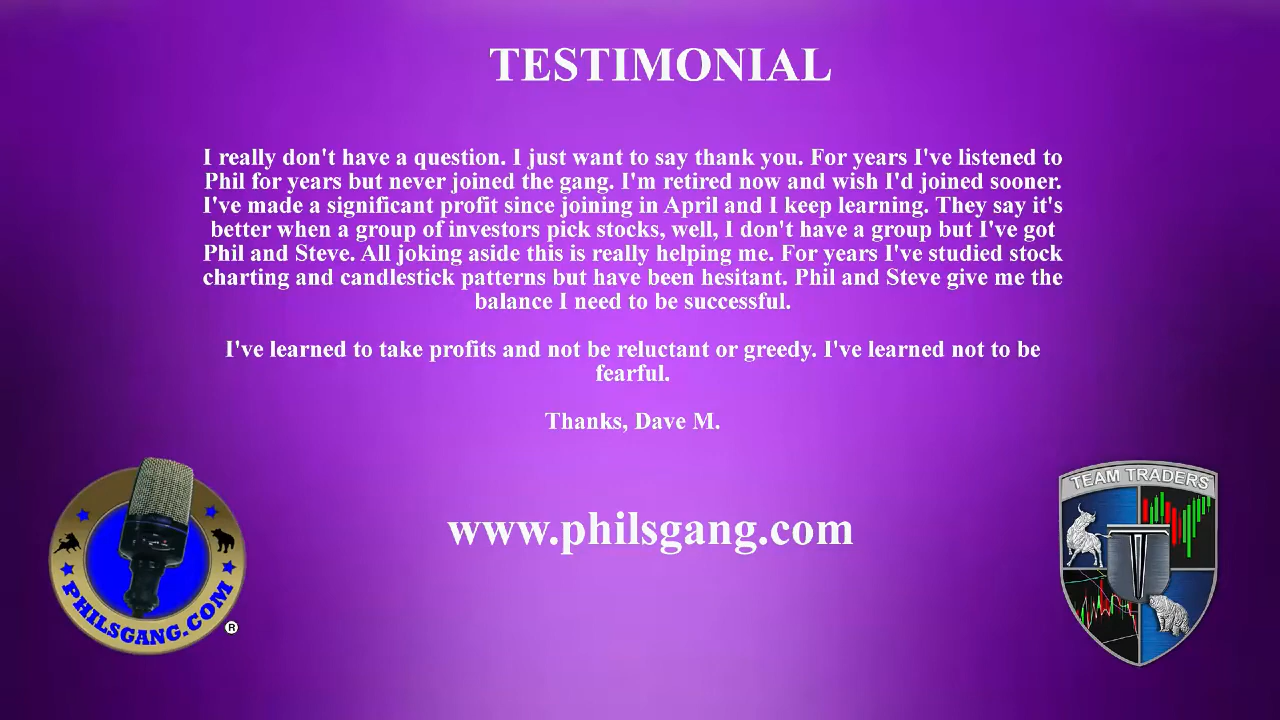 TESTIMONIAL
I really don't have a question. I just want to say thank you. For years I've listened to
Phil for years but never joined the gang. I'm retired now and wish I'd joined sooner.
I've made a significant profit since joining in April and I keep learning. They say it's
better when a group of investors pick stocks, well, I don't have a group but I've got
Phil and Steve. All joking aside this is really helping me. For years I've studied stock
charting and candlestick patterns but have been hesitant. Phil and Steve give me the
balance I need to be successful.
I've learned to take profits and not be reluctant or greedy. I've learned not to be
fearful.
Thanks, Dave M.
www.philsgang.com
PHILSGANG.COM
®
TEAM TRADERS
T